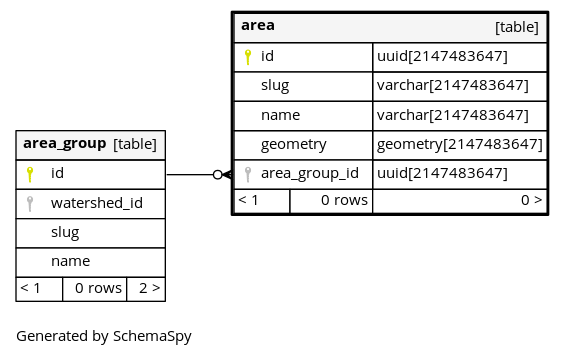 area [table]
id uuid[2147483647]
slug varchar[2147483647]
name varchar[2147483647]
geometry geometry[2147483647]
area_group_id uuid[2147483647]
< 1 0 rows 0 >
area_group [table]
id
watershed_id
slug
name
< 1 0 rows 2 >
Generated by SchemaSpy